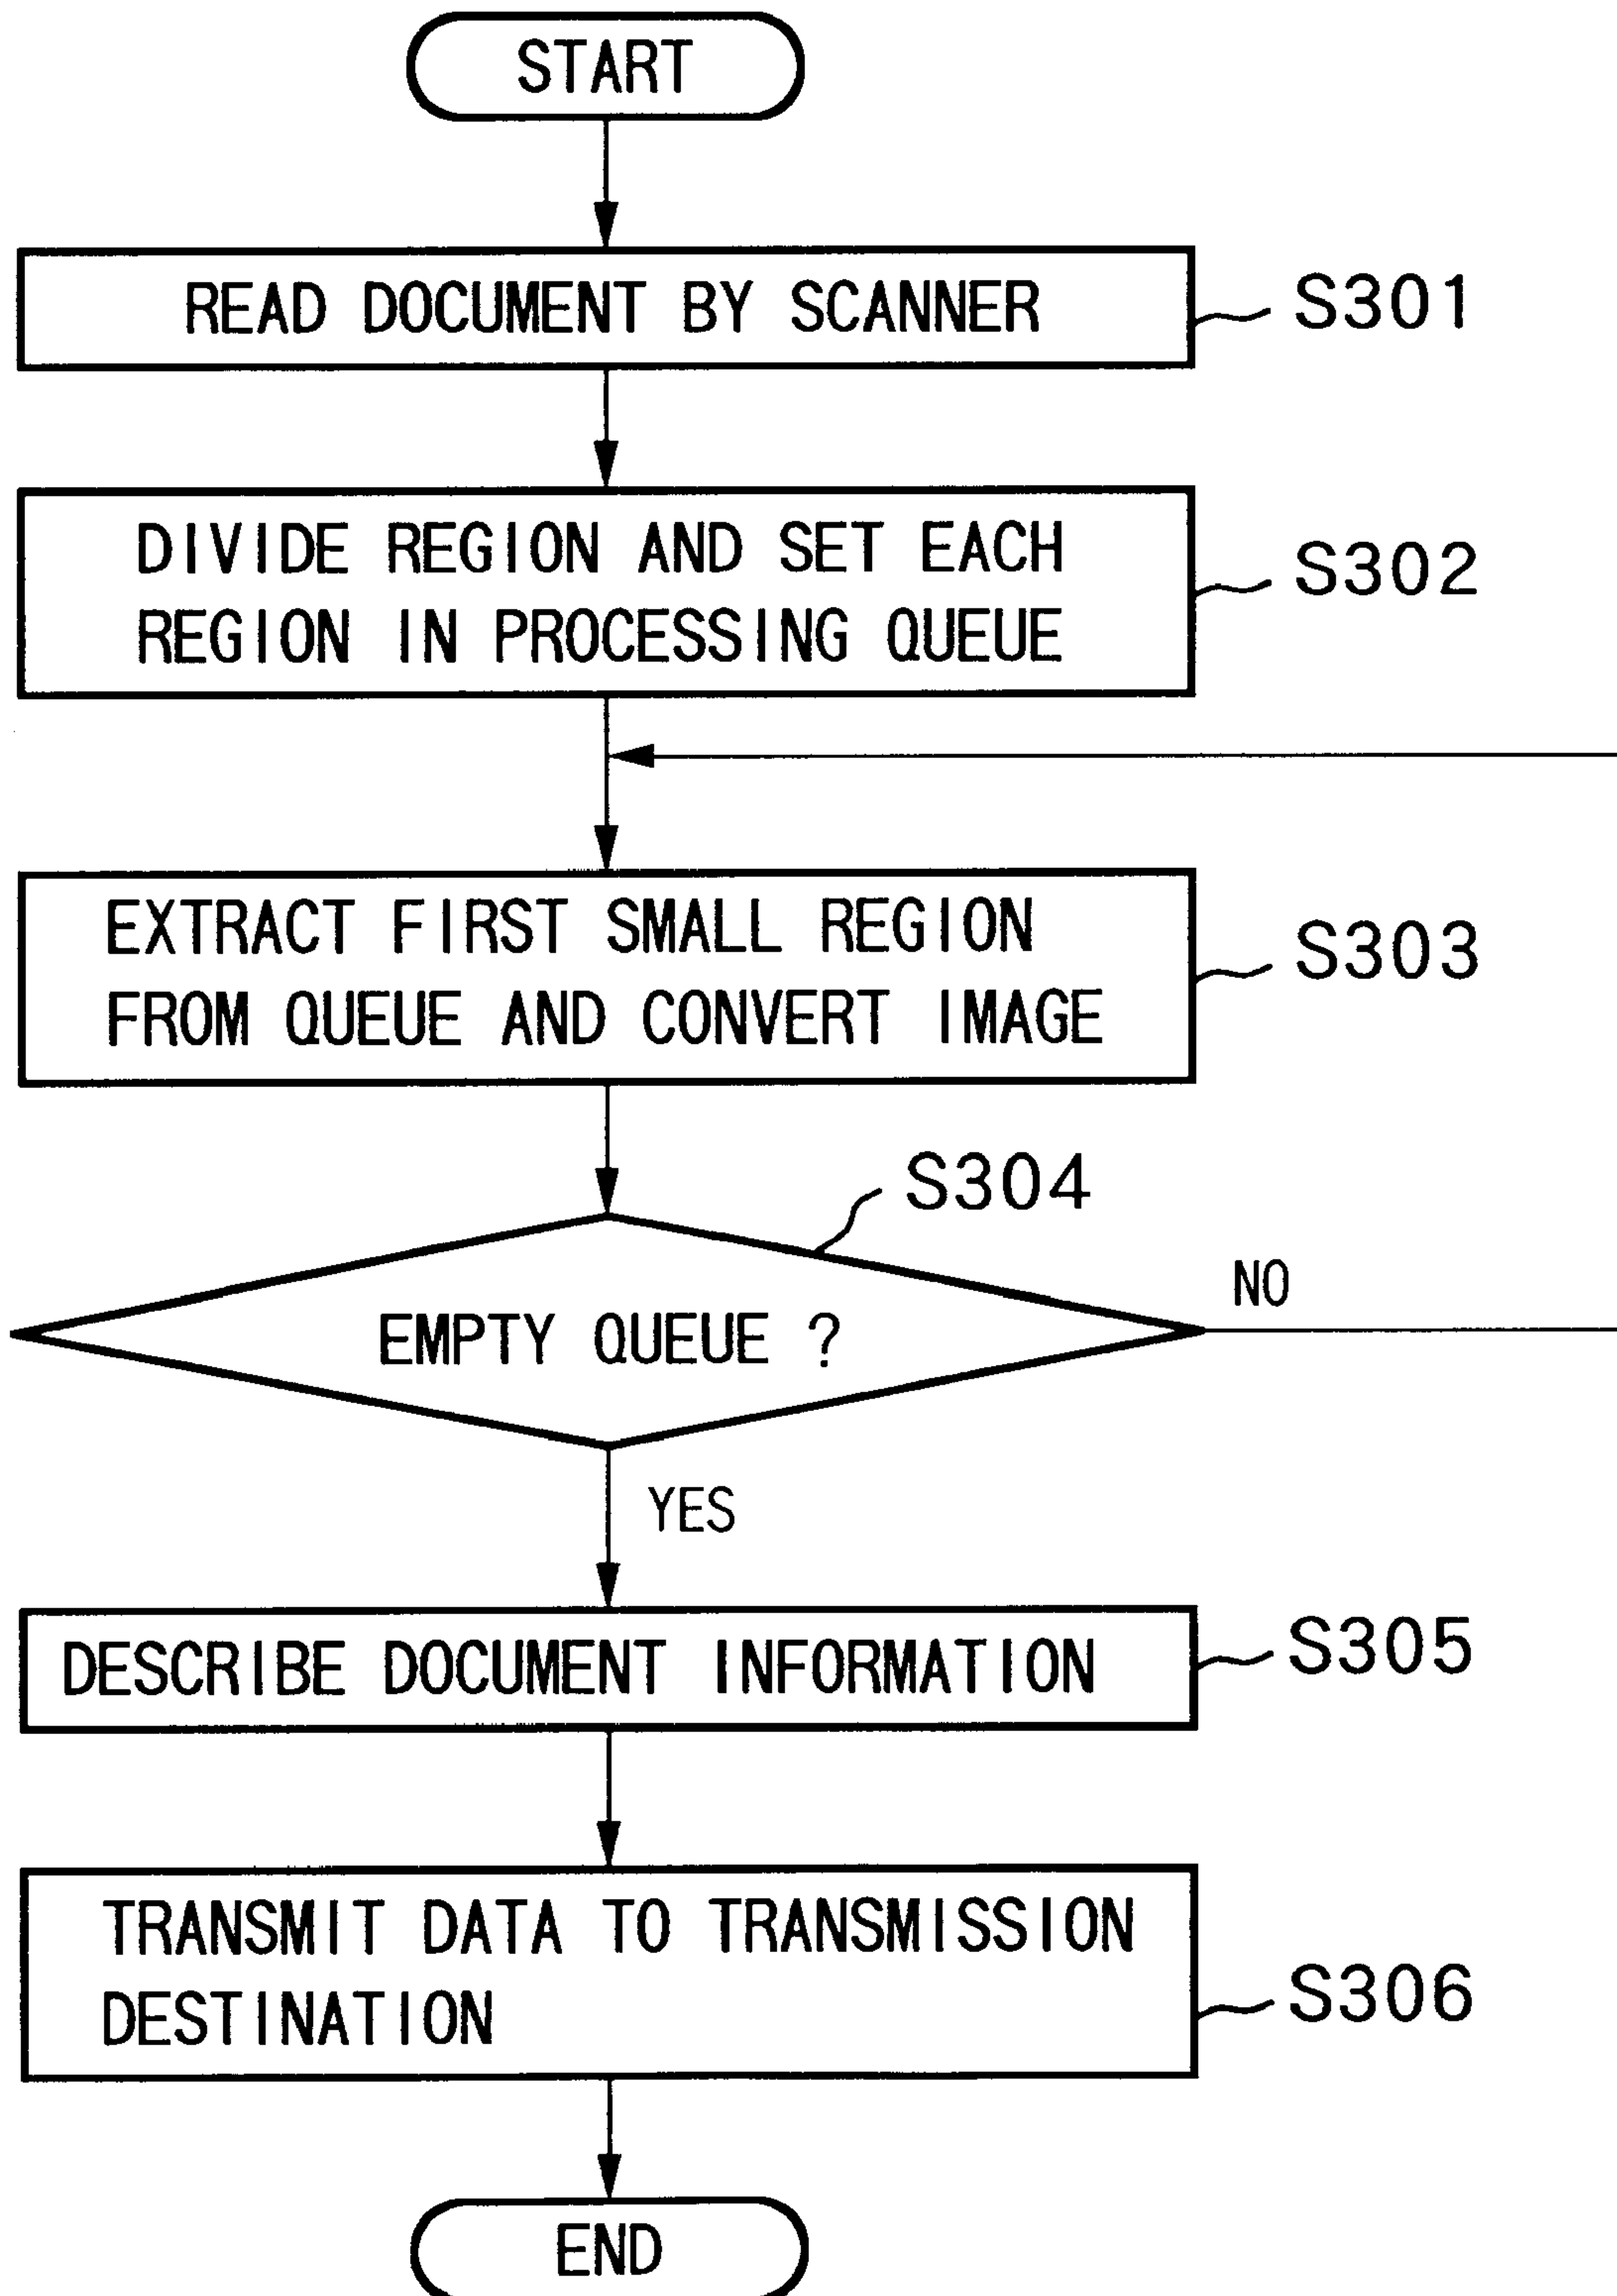 START
READ DOCUMENT BY SCANNER
S301
DIVIDE REGION AND SET EACH
REGION IN PROCESSING QUEUE
S302
EXTRACT FIRST SMALL REGION
FROM QUEUE AND CONVERT IMAGE
S303
S304
EMPTY QUEUE ?
NO
YES
DESCRIBE DOCUMENT INFORMATION
S305
TRANSMIT DATA TO TRANSMISSION
DESTINATION
S306
END